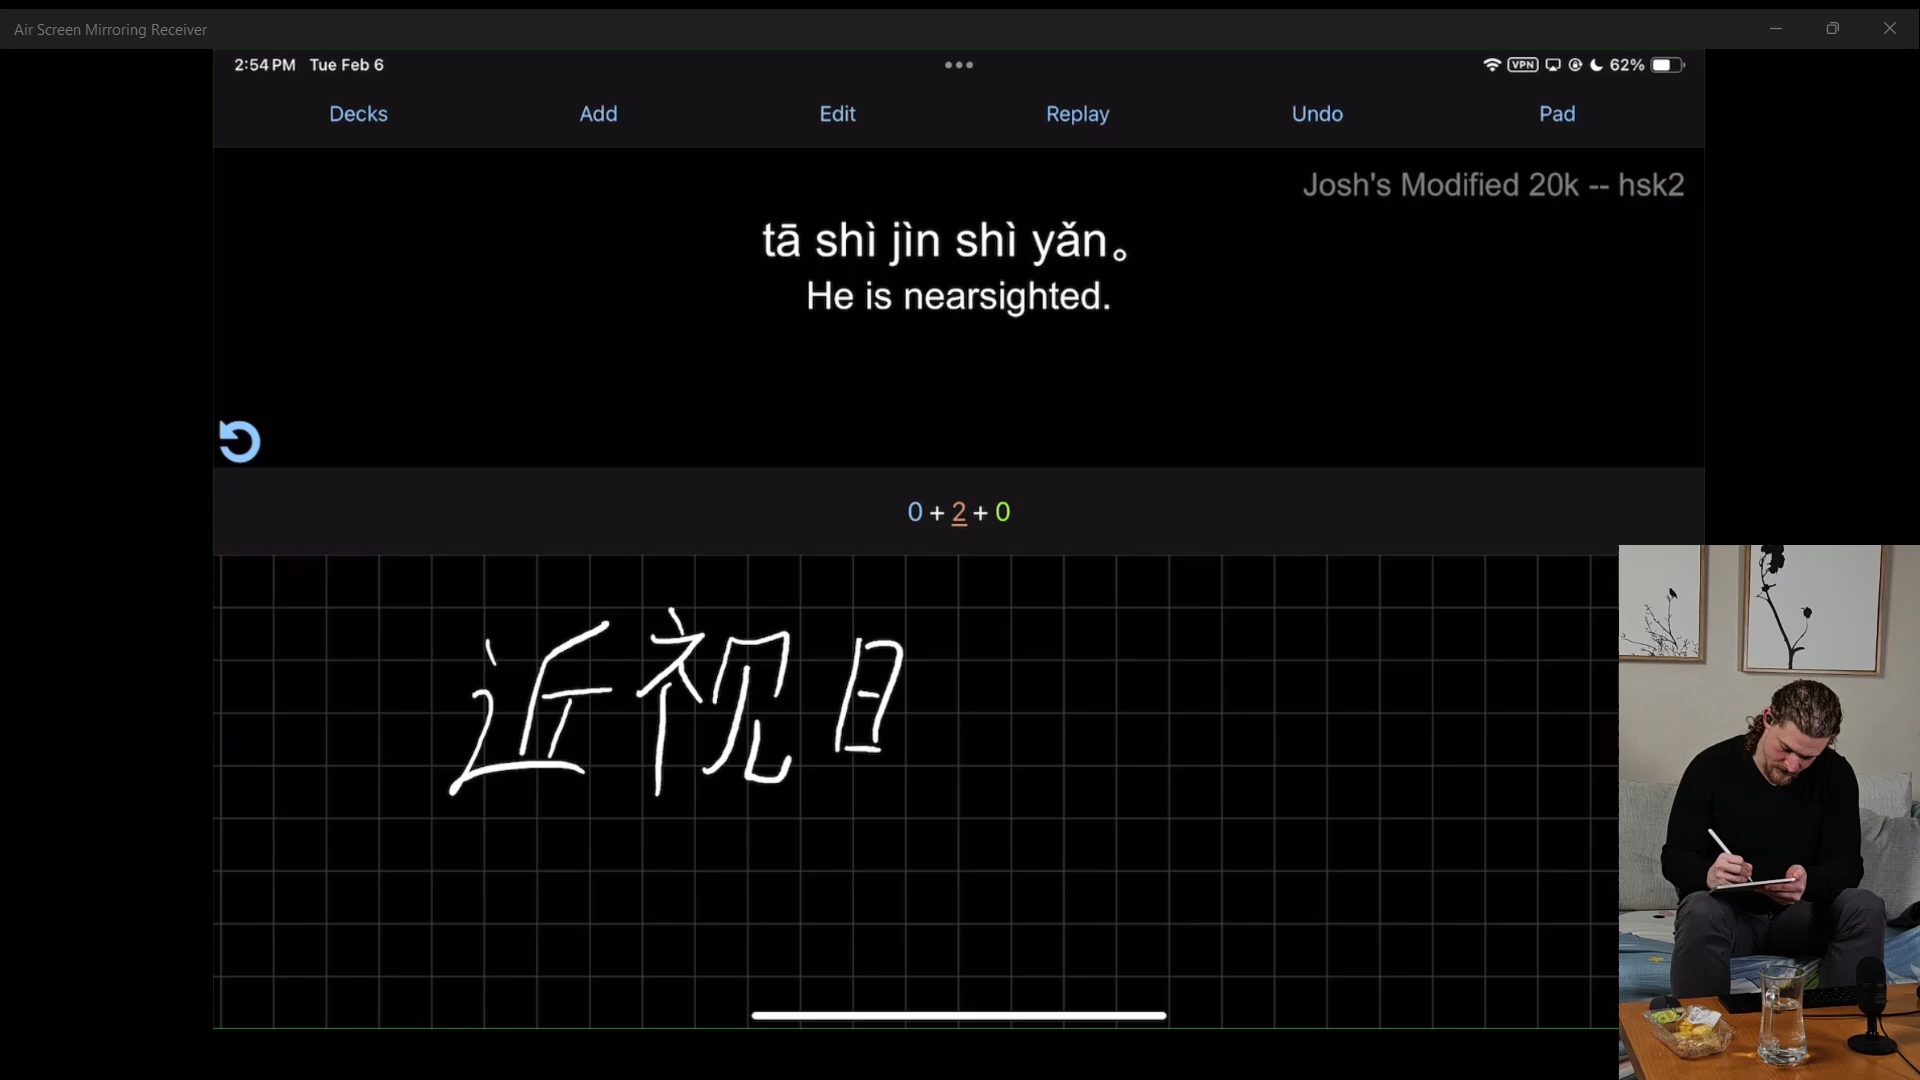 Air Screen Mirroring Receiver
2:54 PM Tue Feb 6
VPN 62%
Decks Add Edit Replay Undo Pad
Josh's Modified 20k -- hsk2
tā shì jìn shì yǎn。
He is nearsighted.
0 + 2 + 0
近视日